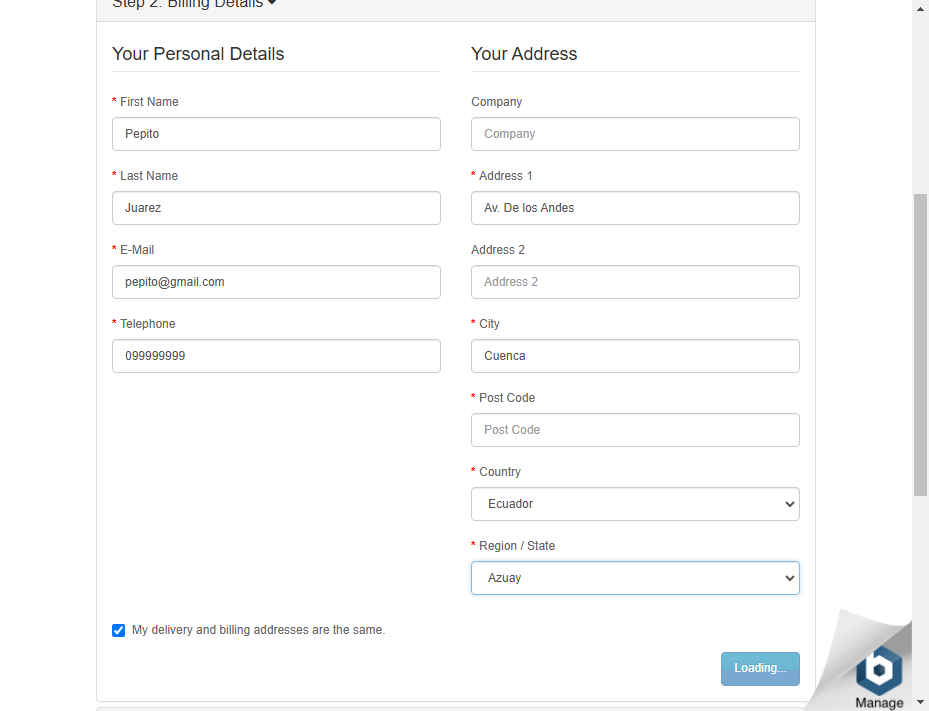 Step 2: Billing Details
Your Personal Details
* First Name
Pepito
* Last Name
Juarez
* E-Mail
pepito@gmail.com
* Telephone
099999999
Your Address
Company
Company
* Address 1
Av. De los Andes
Address 2
Address 2
* City
Cuenca
* Post Code
Post Code
* Country
Ecuador
* Region / State
Azuay
My delivery and billing addresses are the same.
Loading...
Manage